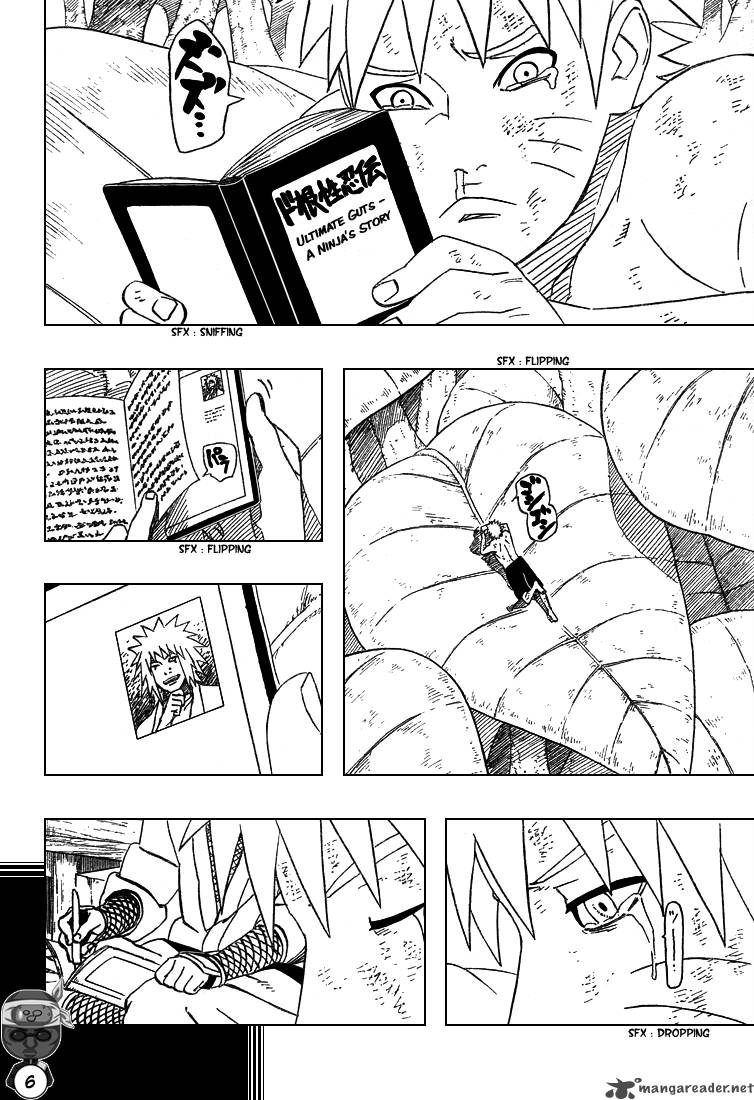 ズズ…
ド根性忍伝
ULTIMATE GUTS -
A NINJA'S STORY
SFX : SNIFFING
SFX : FLIPPING
パラ
SFX : FLIPPING
SFX : DROPPING
6
mangareader.net